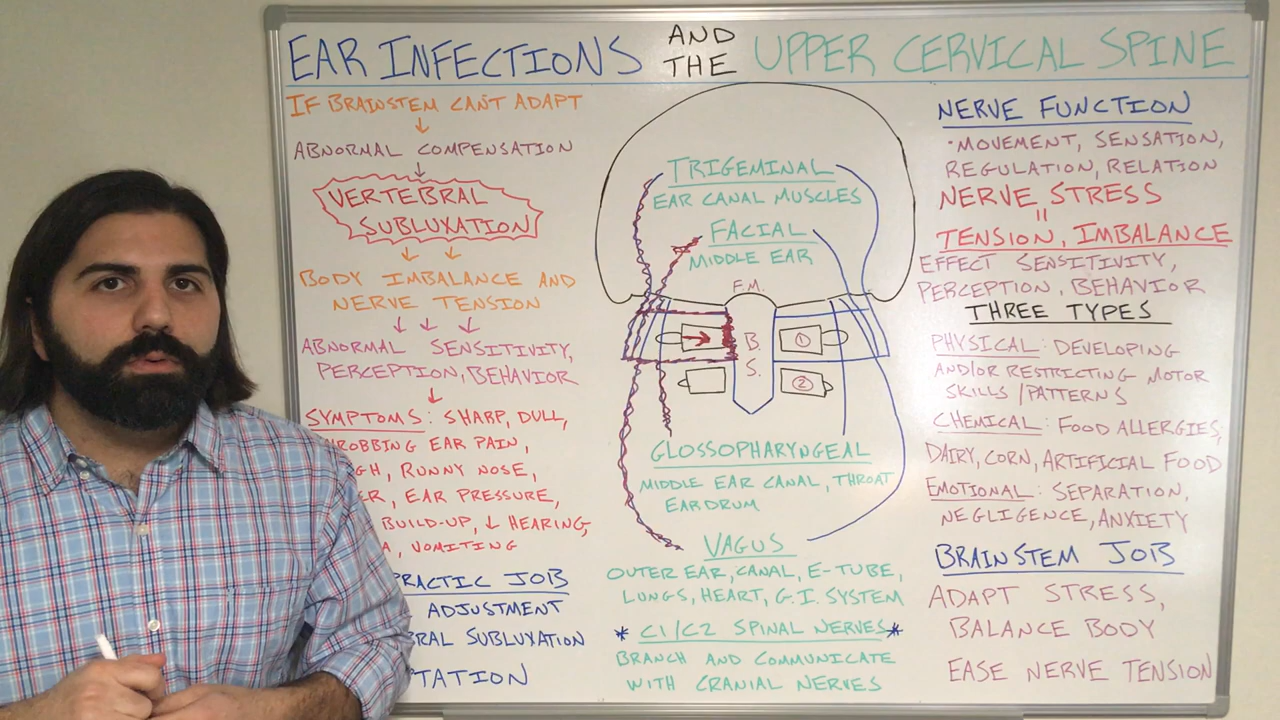 EAR INFECTIONS AND THE UPPER CERVICAL SPINE
IF BRAINSTEM CAN'T ADAPT
ABNORMAL COMPENSATION
VERTEBRAL
SUBLUXATION
BODY IMBALANCE AND
NERVE TENSION
ABNORMAL SENSITIVITY,
PERCEPTION, BEHAVIOR
SYMPTOMS: SHARP, DULL,
EAR PAIN,
RUNNY NOSE,
EAR PRESSURE,
BUILD-UP, ↓ HEARING,
VOMITING
JOB
ADJUSTMENT
SUBLUXATION
TRIGEMINAL
EAR CANAL MUSCLES
FACIAL
MIDDLE EAR
F.M.
B.
S.
1
2
GLOSSOPHARYNGEAL
MIDDLE EAR CANAL, THROAT
EARDRUM
VAGUS
OUTER EAR, CANAL, E-TUBE,
LUNGS, HEART, G.I. SYSTEM
* C1/C2 SPINAL NERVES *
BRANCH AND COMMUNICATE
WITH CRANIAL NERVES
NERVE FUNCTION
• MOVEMENT, SENSATION,
REGULATION, RELATION
NERVE STRESS
=
TENSION, IMBALANCE
EFFECT SENSITIVITY,
PERCEPTION, BEHAVIOR
THREE TYPES
PHYSICAL: DEVELOPING
AND/OR RESTRICTING MOTOR
SKILLS/PATTERNS
CHEMICAL: FOOD ALLERGIES,
DAIRY, CORN, ARTIFICIAL FOOD
EMOTIONAL: SEPARATION,
NEGLIGENCE, ANXIETY
BRAINSTEM JOB
ADAPT STRESS,
BALANCE BODY
EASE NERVE TENSION